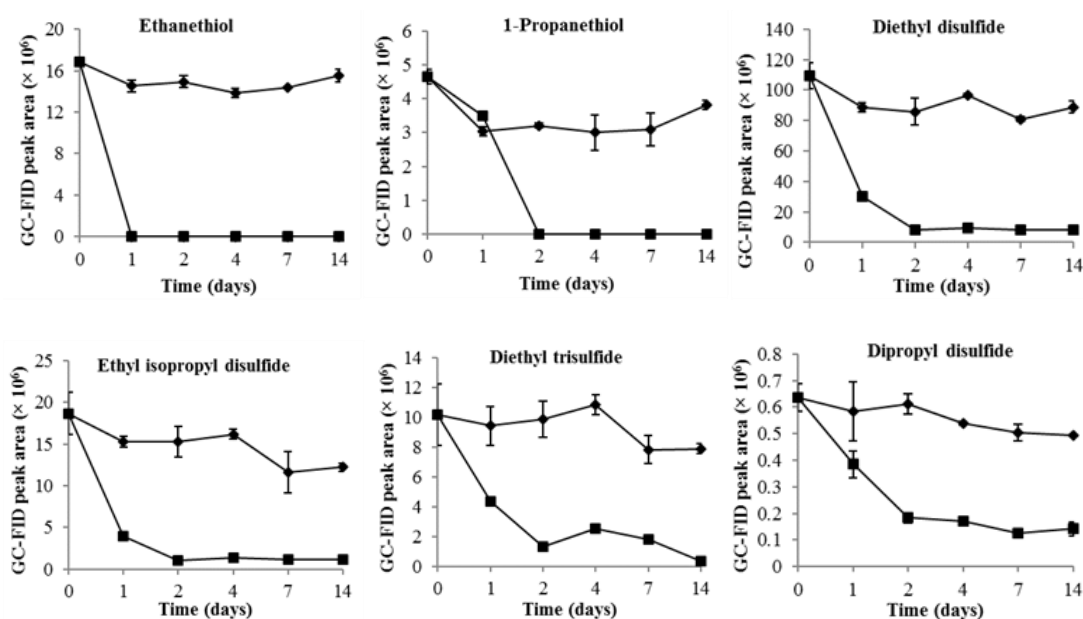 Ethanethiol
GC-FID peak area (× 10⁶)
20
16
12
8
4
0
0 1 2 4 7 14
Time (days)
1-Propanethiol
GC-FID peak area (× 10⁶)
6
5
4
3
2
1
0
0 1 2 4 7 14
Time (days)
Diethyl disulfide
GC-FID peak area (× 10⁶)
140
120
100
80
60
40
20
0
0 1 2 4 7 14
Time (days)
Ethyl isopropyl disulfide
GC-FID peak area (× 10⁶)
25
20
15
10
5
0
0 1 2 4 7 14
Time (days)
Diethyl trisulfide
GC-FID peak area (× 10⁶)
14
12
10
8
6
4
2
0
0 1 2 4 7 14
Time (days)
Dipropyl disulfide
GC-FID peak area (× 10⁶)
0.8
0.7
0.6
0.5
0.4
0.3
0.2
0.1
0
0 1 2 4 7 14
Time (days)